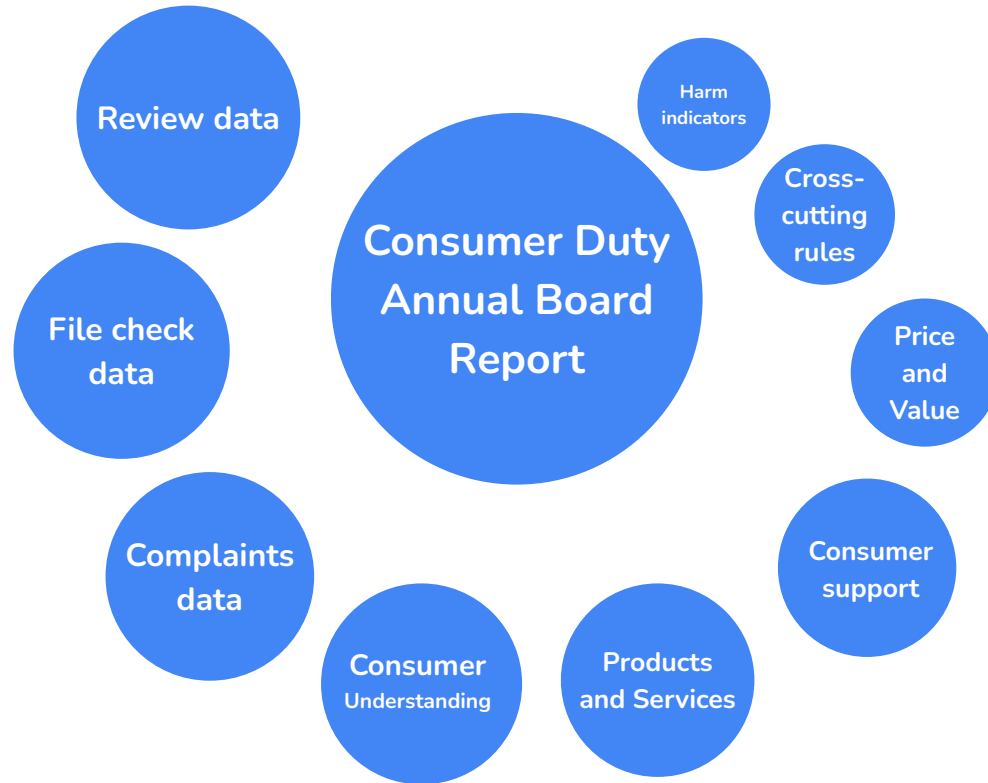 Review data
Harm
indicators
Cross-
cutting
rules
Consumer Duty
Annual Board
Report
File check
data
Price
and
Value
Complaints
data
Consumer
support
Consumer
Understanding
Products
and Services